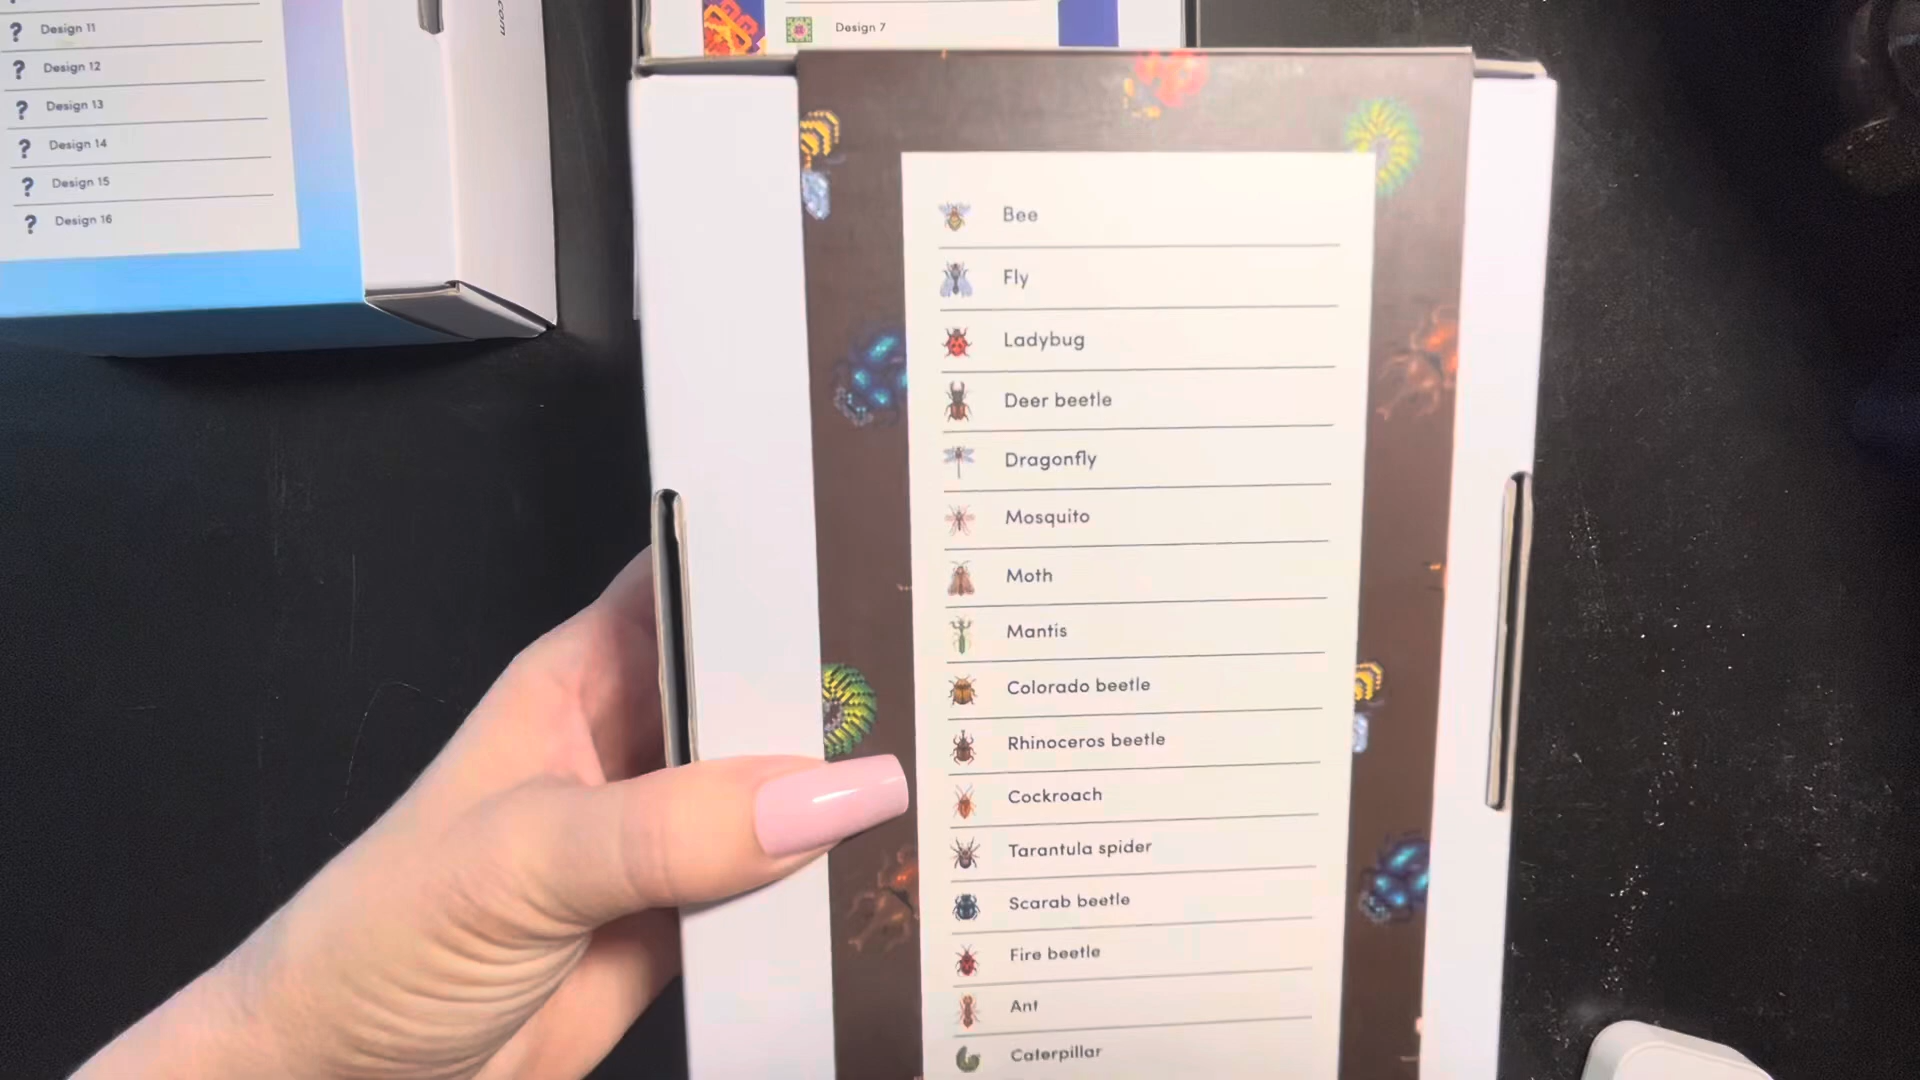 Design 11
Design 12
Design 13
Design 14
Design 15
Design 16
.com
Design 7
Bee
Fly
Ladybug
Deer beetle
Dragonfly
Mosquito
Moth
Mantis
Colorado beetle
Rhinoceros beetle
Cockroach
Tarantula spider
Scarab beetle
Fire beetle
Ant
Caterpillar